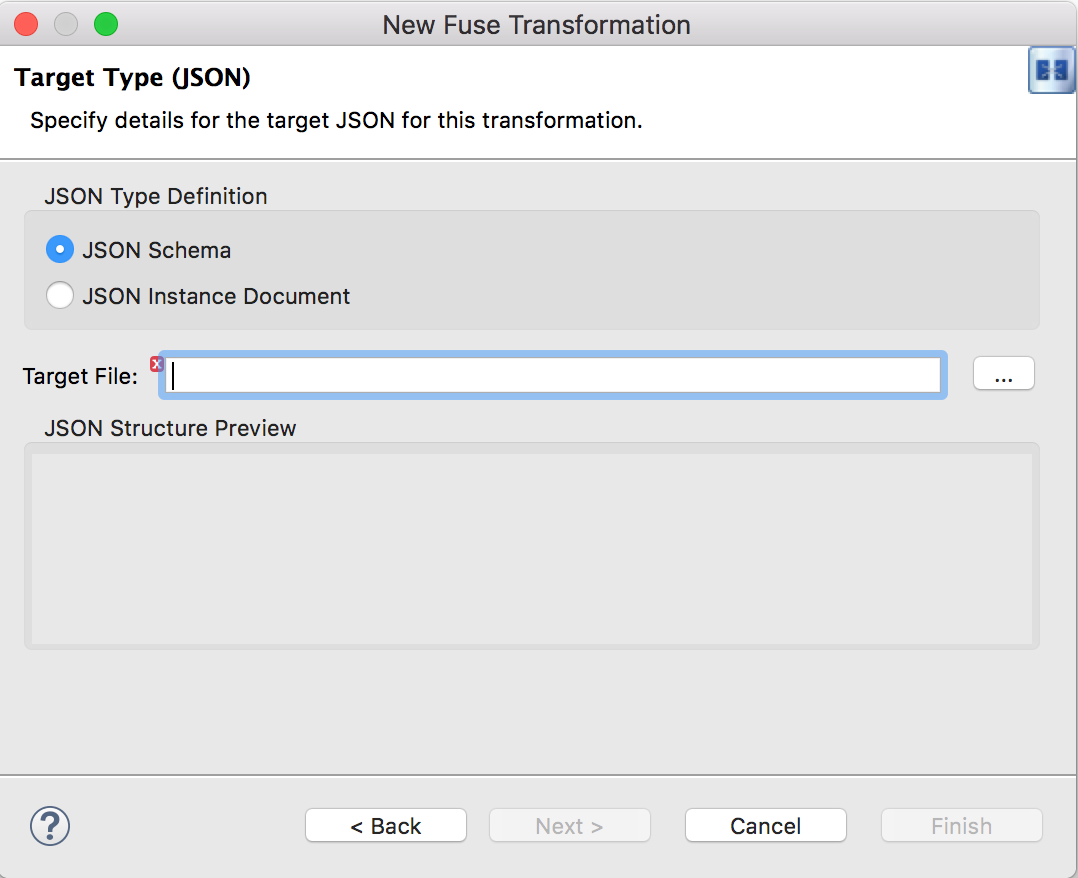 New Fuse Transformation
Target Type (JSON)
Specify details for the target JSON for this transformation.
JSON Type Definition
JSON Schema
JSON Instance Document
Target File:
...
JSON Structure Preview
?
< Back
Next >
Cancel
Finish